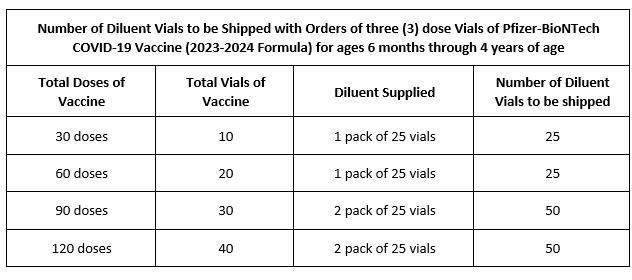 Number of Diluent Vials to be Shipped with Orders of three (3) dose Vials of Pfizer-BioNTech
COVID-19 Vaccine (2023-2024 Formula) for ages 6 months through 4 years of age
Total Doses of
Vaccine
Total Vials of
Vaccine
Diluent Supplied
Number of Diluent
Vials to be shipped
30 doses
10
1 pack of 25 vials
25
60 doses
20
1 pack of 25 vials
25
90 doses
30
2 pack of 25 vials
50
120 doses
40
2 pack of 25 vials
50